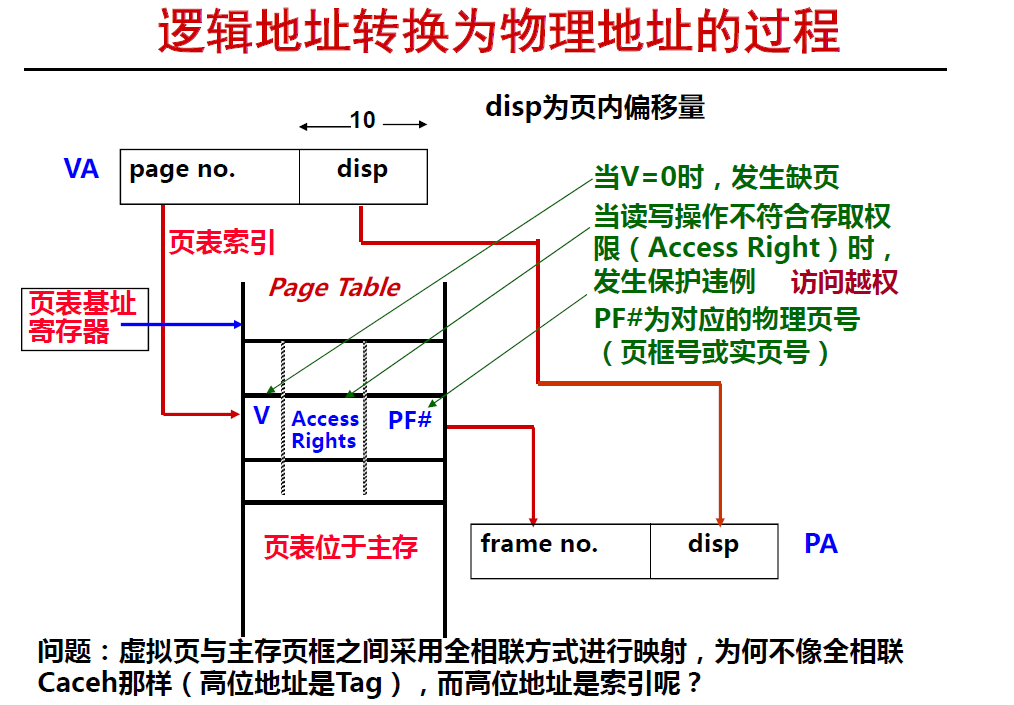 逻辑地址转换为物理地址的过程
disp为页内偏移量
10
VA
page no.
disp
页表索引
当V=0时，发生缺页
当读写操作不符合存取权
限（Access Right）时，
发生保护违例 访问越权
PF#为对应的物理页号
（页框号或实页号）
Page Table
页表基址
寄存器
V
Access
Rights
PF#
页表位于主存
frame no.
disp
PA
问题：虚拟页与主存页框之间采用全相联方式进行映射，为何不像全相联
Caceh那样（高位地址是Tag），而高位地址是索引呢？